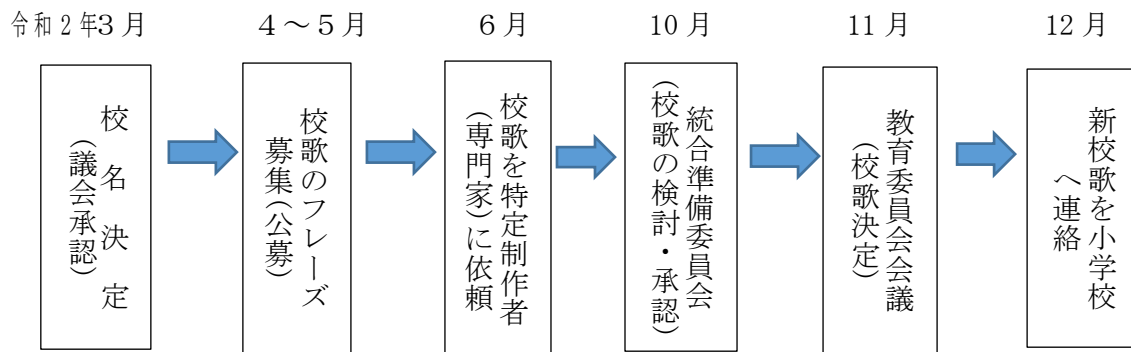 令和2年3月
4～5月
6月
10月
11月
12月
校名決定
(議会承認)
校歌のフレーズ
募集(公募)
校歌を特定制作者
(専門家)に依頼
統合準備委員会
(校歌の検討・承認)
教育委員会会議
(校歌決定)
新校歌を小学校
へ連絡